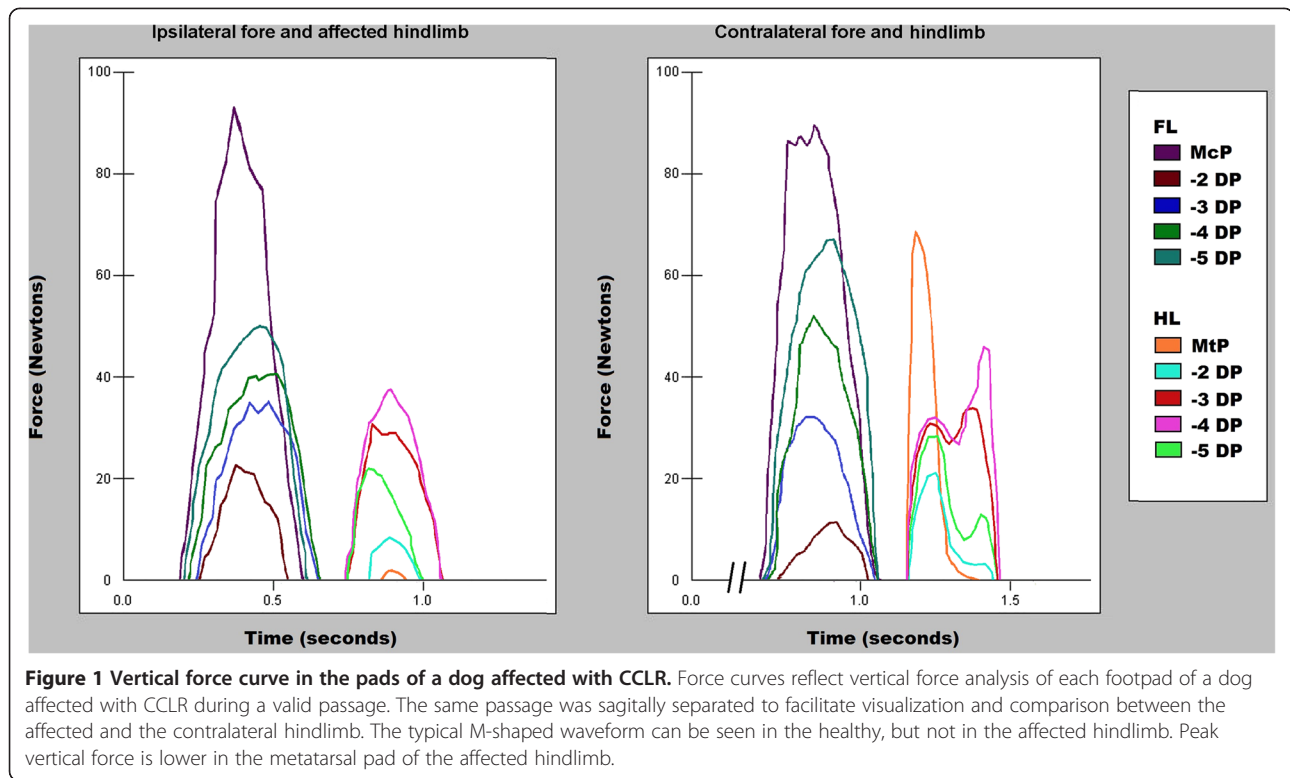 Ipsilateral fore and affected hindlimb
Contralateral fore and hindlimb
100
80
60
40
20
0
Force (Newtons)
0.0
0.5
1.0
Time (seconds)
100
80
60
40
20
0
Force (Newtons)
0.0
1.0
1.5
Time (seconds)
FL
McP
-2 DP
-3 DP
-4 DP
-5 DP
HL
MtP
-2 DP
-3 DP
-4 DP
-5 DP
Figure 1 Vertical force curve in the pads of a dog affected with CCLR. Force curves reflect vertical force analysis of each footpad of a dog
affected with CCLR during a valid passage. The same passage was sagitally separated to facilitate visualization and comparison between the
affected and the contralateral hindlimb. The typical M-shaped waveform can be seen in the healthy, but not in the affected hindlimb. Peak
vertical force is lower in the metatarsal pad of the affected hindlimb.